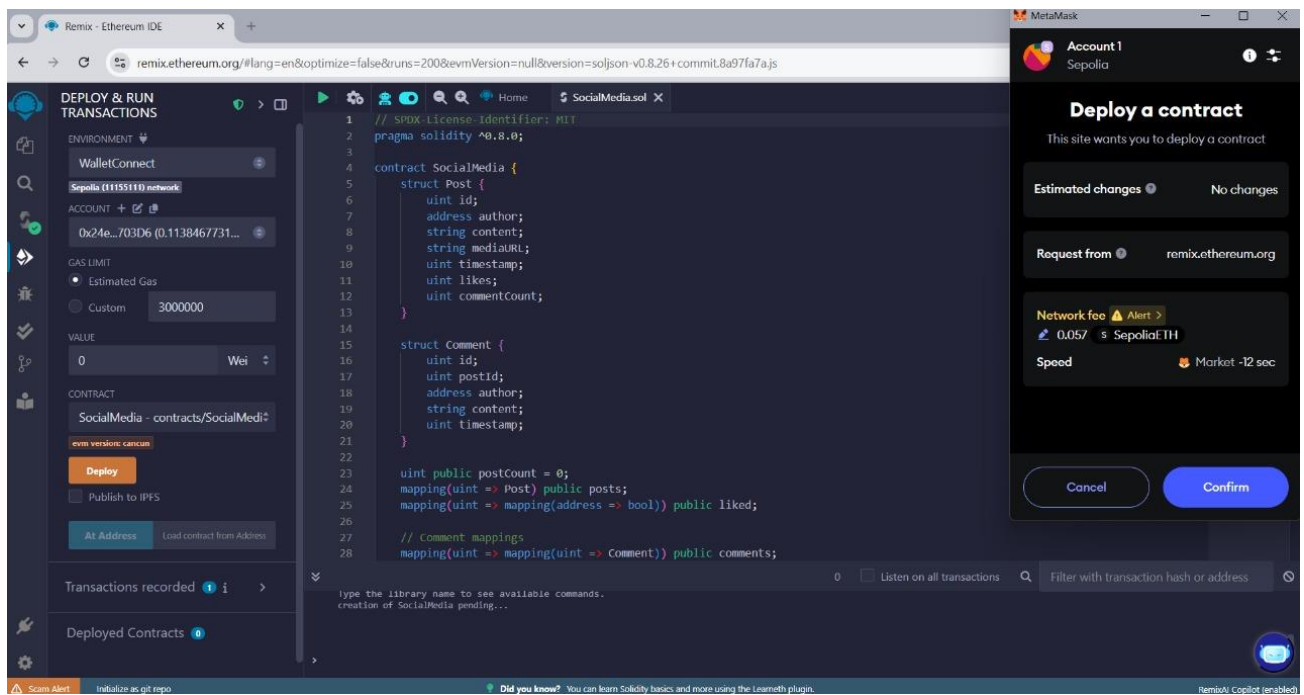 Remix - Ethereum IDE
remix.ethereum.org/#lang=en&optimize=false&runs=200&evmVersion=null&version=soljson-v0.8.26+commit.8a97fa7a.js
DEPLOY & RUN
TRANSACTIONS
ENVIRONMENT
WalletConnect
Sepolia (11155111) network
ACCOUNT
0x24e...703D6 (0.1138467731...
GAS LIMIT
Estimated Gas
Custom 3000000
VALUE
0 Wei
CONTRACT
SocialMedia - contracts/SocialMedi
evm version: cancun
Deploy
Publish to IPFS
At Address Load contract from Address
Transactions recorded 1 i >
Deployed Contracts 0
Home SocialMedia.sol X
1 // SPDX-License-Identifier: MIT
2 pragma solidity ^0.8.0;
3
4 contract SocialMedia {
5 struct Post {
6 uint id;
7 address author;
8 string content;
9 string mediaURL;
10 uint timestamp;
11 uint likes;
12 uint commentCount;
13 }
14
15 struct Comment {
16 uint id;
17 uint postId;
18 address author;
19 string content;
20 uint timestamp;
21 }
22
23 uint public postCount = 0;
24 mapping(uint => Post) public posts;
25 mapping(uint => mapping(address => bool)) public liked;
26
27 // Comment mappings
28 mapping(uint => mapping(uint => Comment)) public comments;
0 Listen on all transactions Filter with transaction hash or address
Type the library name to see available commands.
creation of SocialMedia pending...
>
MetaMask
Account 1
Sepolia
Deploy a contract
This site wants you to deploy a contract
Estimated changes No changes
Request from remix.ethereum.org
Network fee Alert >
0.057 S SepoliaETH
Speed Market ~12 sec
Cancel Confirm
Scam Alert Initialize as git repo Did you know? You can learn Solidity basics and more using the Learneth plugin. RemixAI Copilot (enabled)